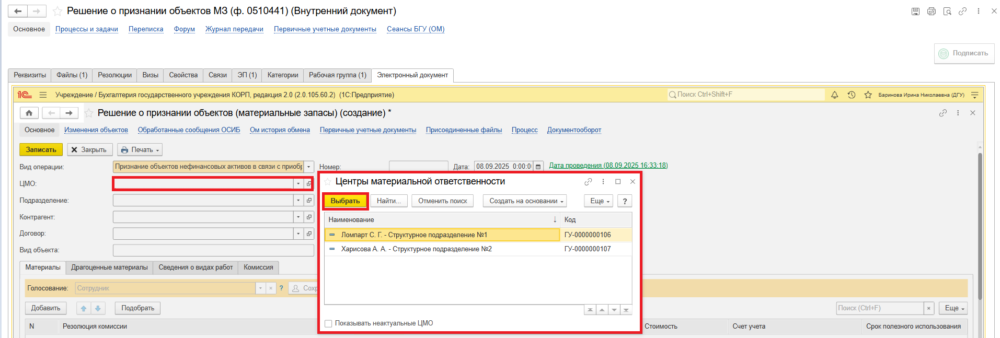 Решение о признании объектов МЗ (ф. 0510441) (Внутренний документ)
Основное Процессы и задачи Переписка Форум Журнал передачи Первичные учетные документы Сеансы БГУ (ОМ)
Подписать
Реквизиты Файлы (1) Резолюции Визы Свойства Связи ЭП (1) Категории Рабочая группа (1) Электронный документ
1С Учреждение / Бухгалтерия государственного учреждения КОРП, редакция 2.0 (2.0.105.60.2) (1С:Предприятие) Поиск Ctrl+Shift+F Баринова Ирина Николаевна (ДГУ)
Решение о признании объектов (материальные запасы) (создание) *
Основное Изменения объектов Обработанные сообщения ОСИБ Ом история обмена Первичные учетные документы Присоединенные файлы Процесс Документооборот
Записать Закрыть Печать
Вид операции: Признание объектов нефинансовых активов в связи с приобр Номер: Дата: 08.09.2025 0:00:0 Дата проведения (08.09.2025 16:33:18)
ЦМО:
Подразделение:
Контрагент:
Договор:
Вид объекта:
Центры материальной ответственности
Выбрать Найти... Отменить поиск Создать на основании Еще ?
Наименование ↓ Код
Ломпарт С. Г. - Структурное подразделение №1 ГУ-0000000106
Харисова А. А. - Структурное подразделение №2 ГУ-0000000107
Показывать неактуальные ЦМО
Материалы Драгоценные материалы Сведения о видах работ Комиссия
Голосование: Сотрудник ? Сохр
Добавить Подобрать Поиск (Ctrl+F) × Еще
N Резолюция комиссии Стоимость Счет учета Срок полезного использования